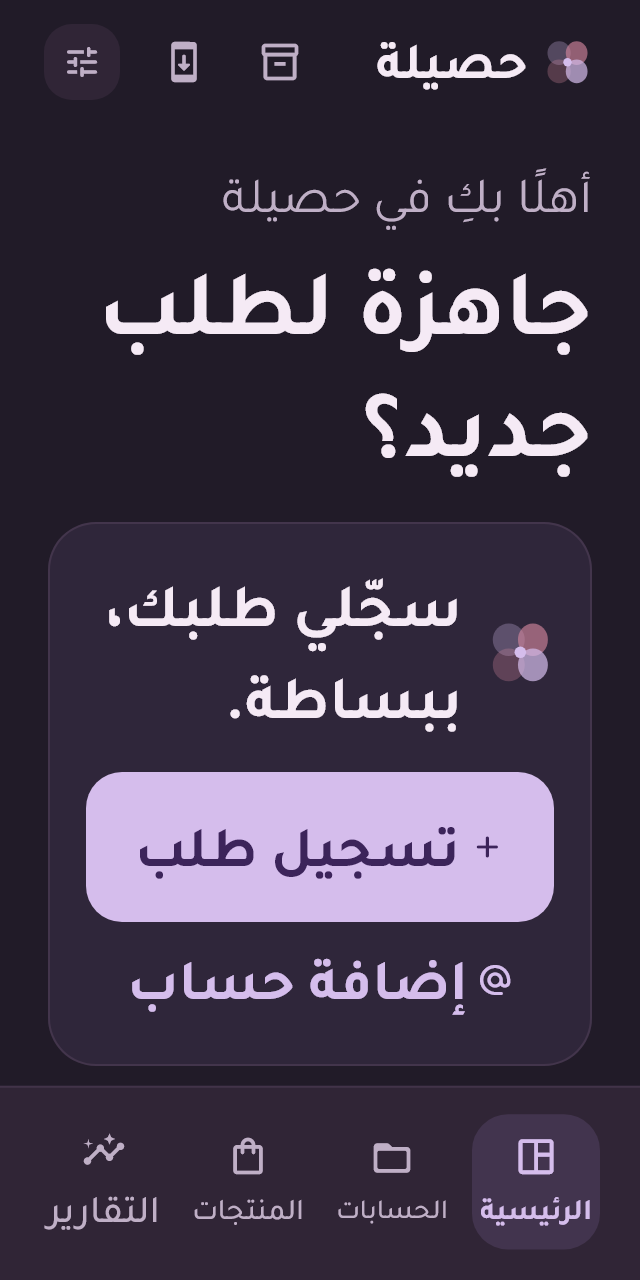 حصيلة
أهلًا بكِ في حصيلة
جاهزة لطلب
جديد؟
سجّلي طلبك،
ببساطة.
+ تسجيل طلب
@ إضافة حساب
الرئيسية
الحسابات
المنتجات
التقارير